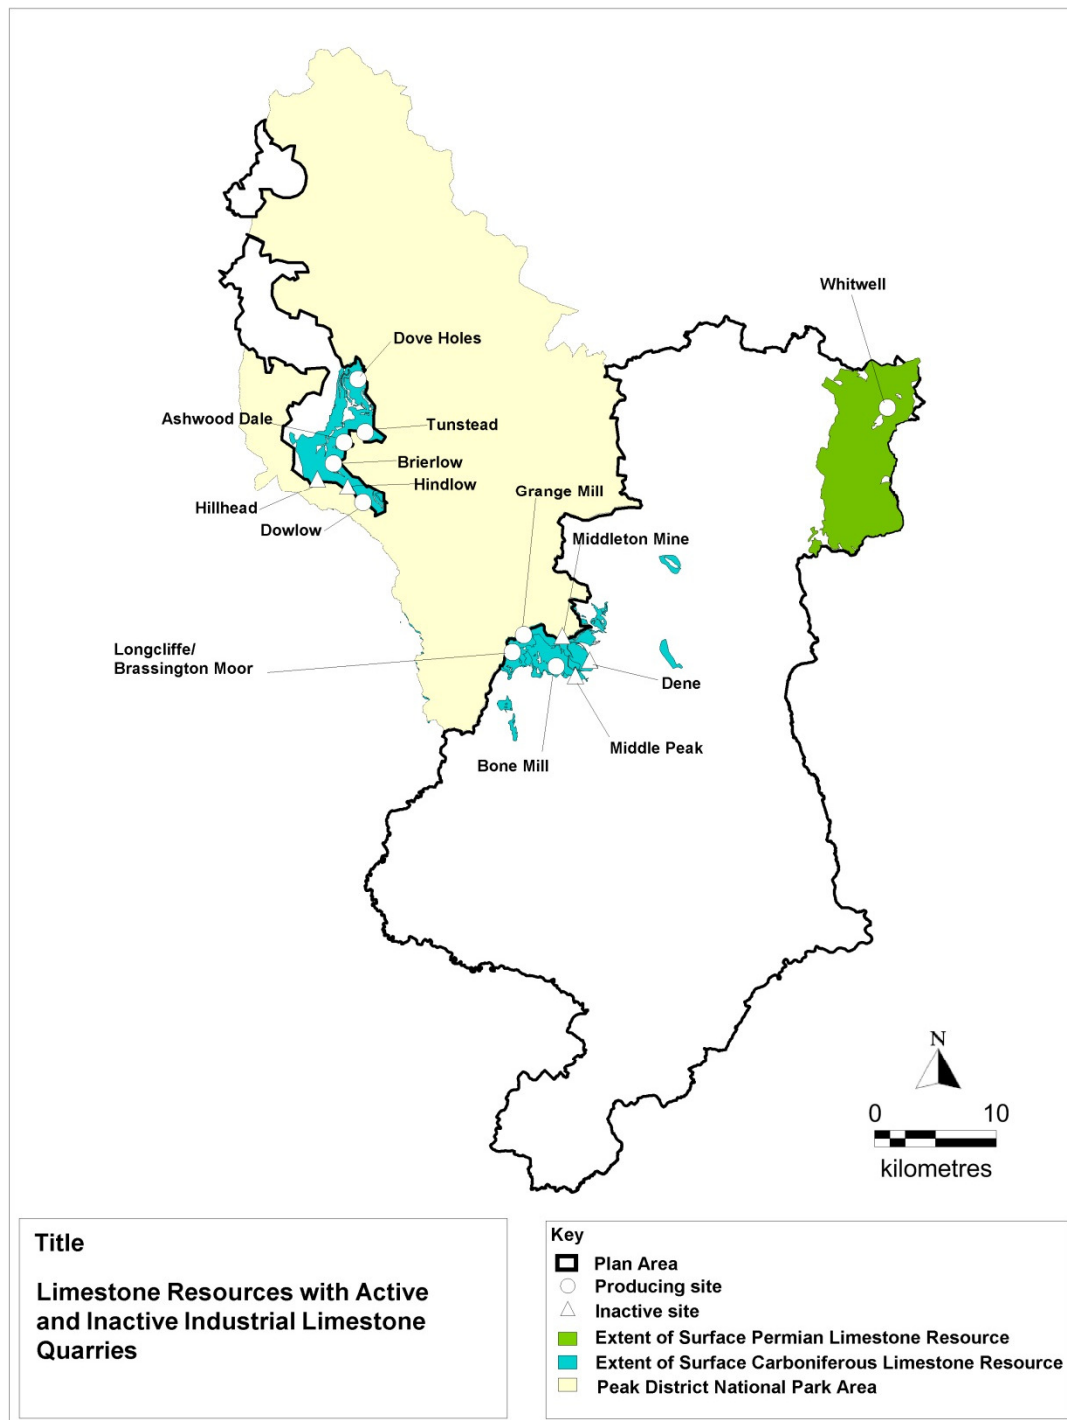 Whitwell
Dove Holes
Ashwood Dale
Tunstead
Brierlow
Hindlow
Grange Mill
Hillhead
Dowlow
Middleton Mine
Longcliffe/
Brassington Moor
Dene
Middle Peak
Bone Mill
N
0 10
kilometres
Title
Limestone Resources with Active
and Inactive Industrial Limestone
Quarries
Key
Plan Area
Producing site
Inactive site
Extent of Surface Permian Limestone Resource
Extent of Surface Carboniferous Limestone Resource
Peak District National Park Area